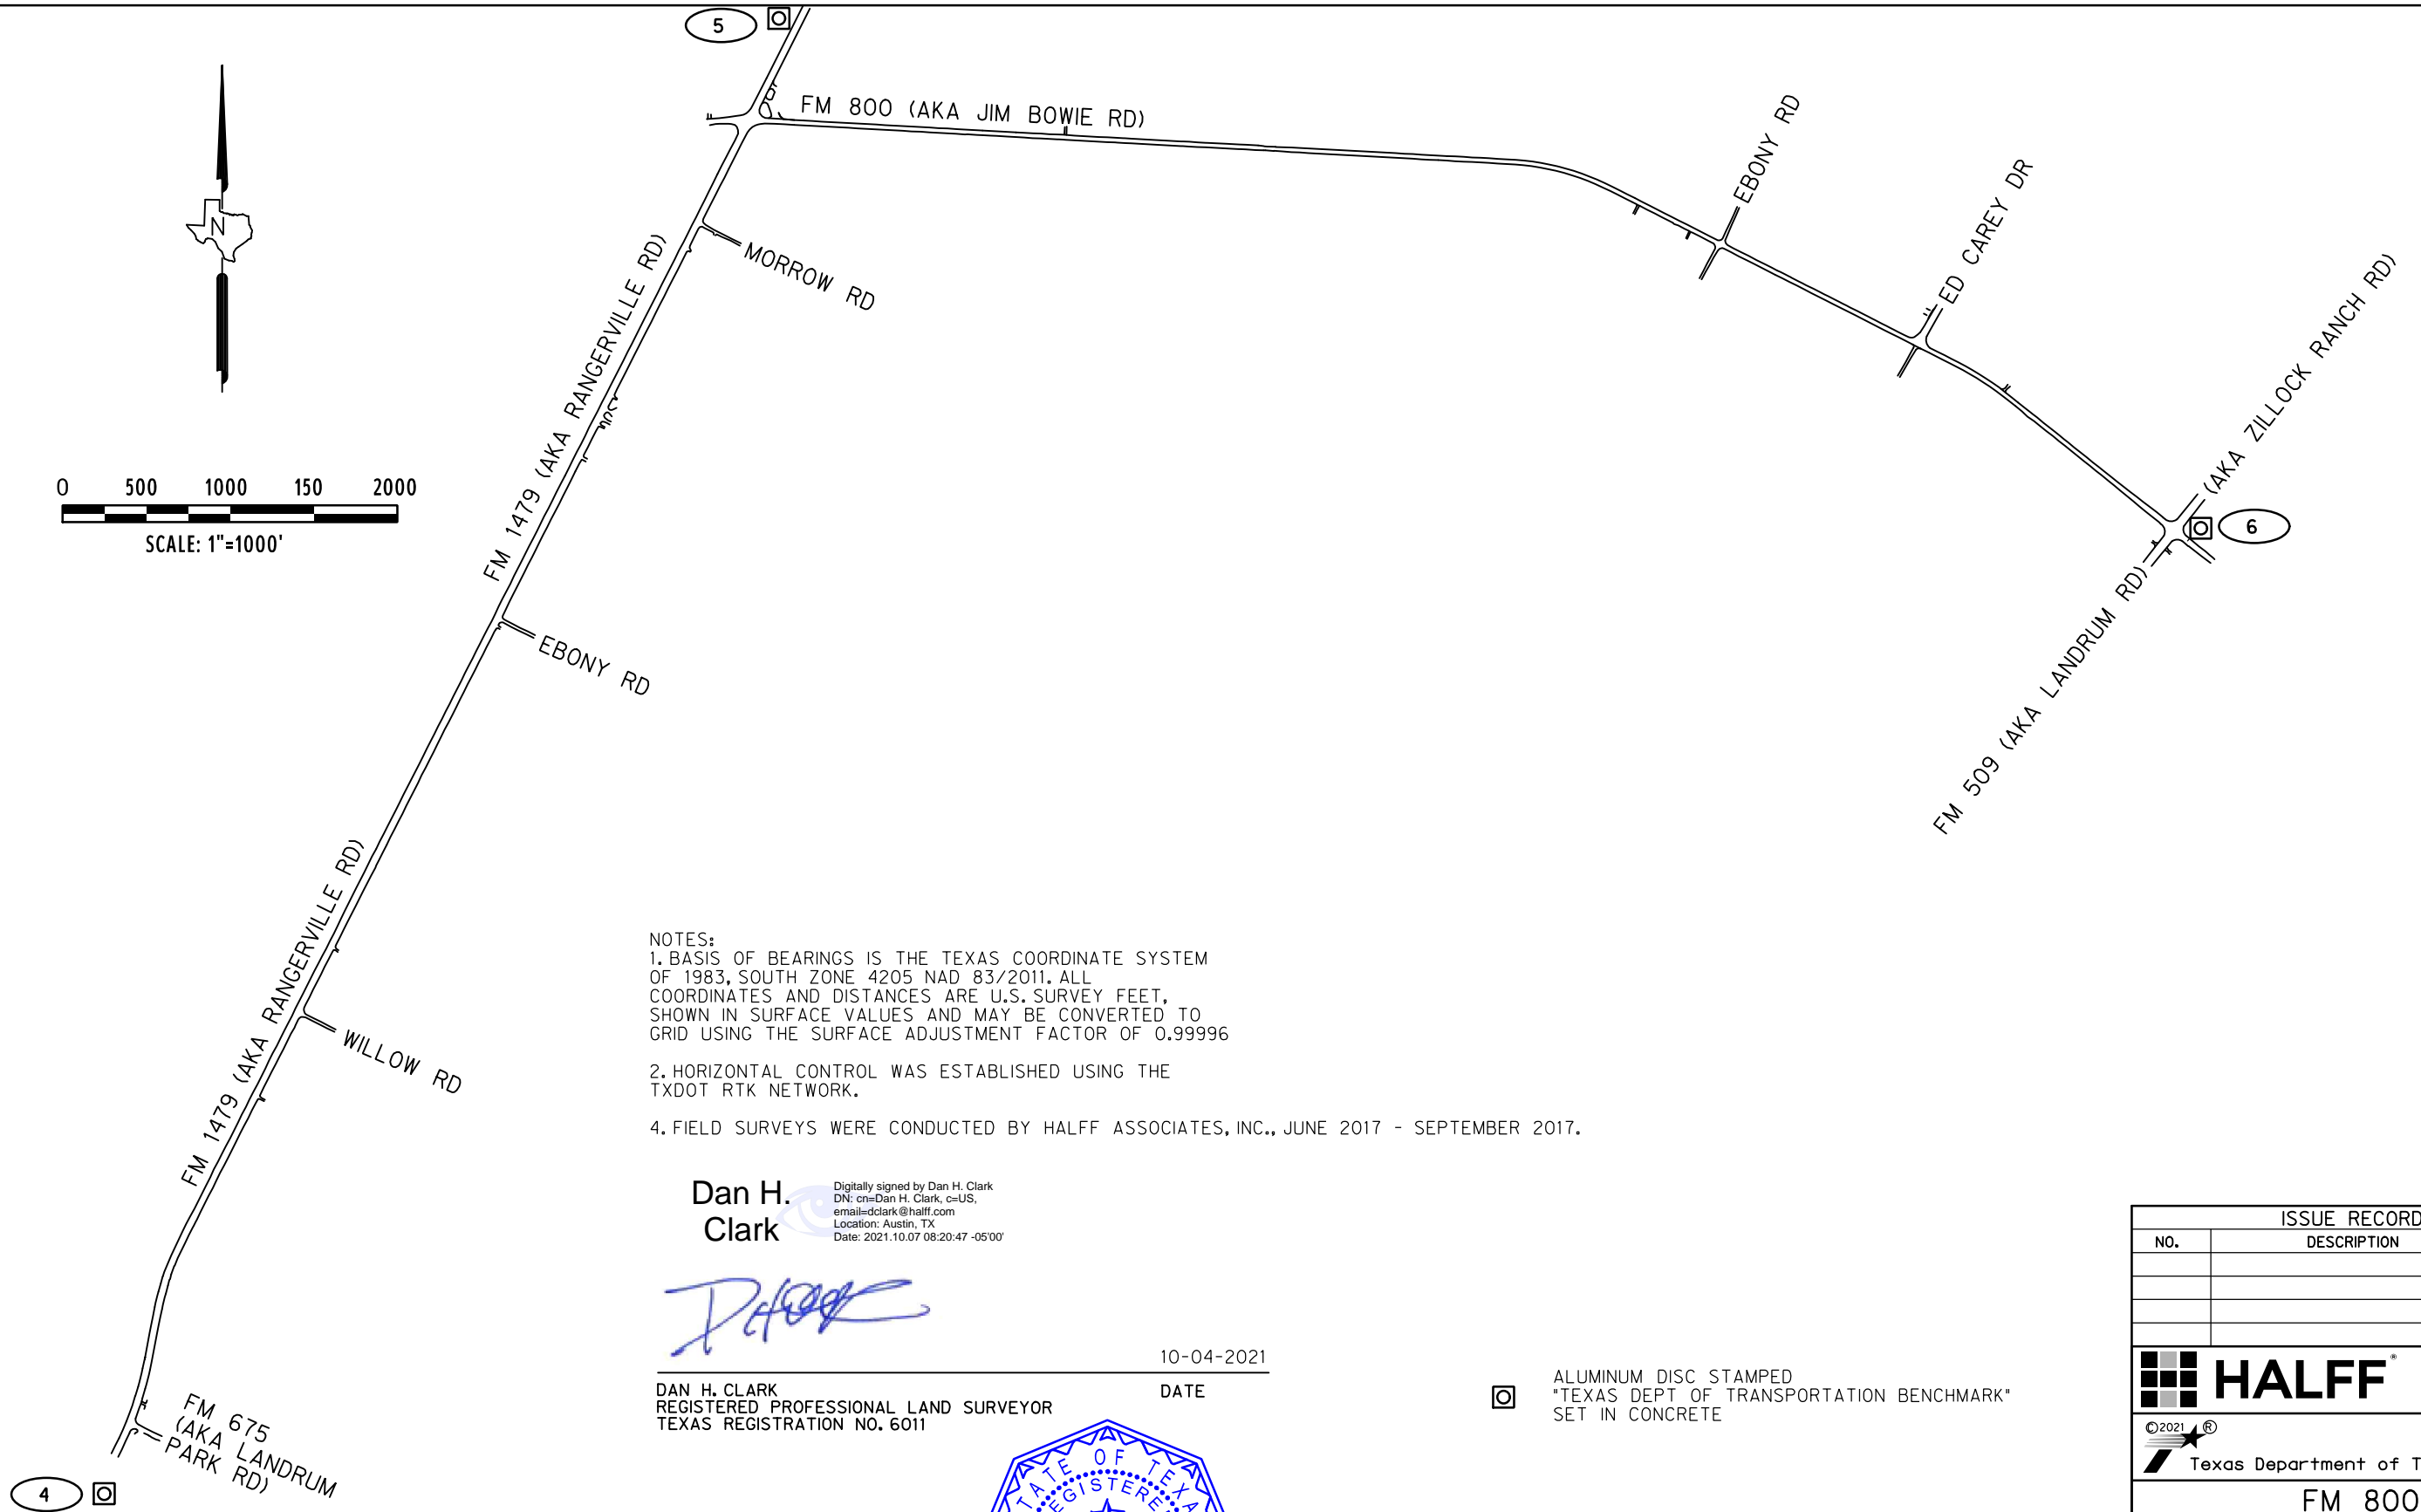 5
FM 800 (AKA JIM BOWIE RD)
EBONY RD
ED CAREY DR
(AKA ZILLOCK RANCH RD)
N
MORROW RD
FM 1479 (AKA RANGERVILLE RD)
0 500 1000 150 2000
SCALE: 1"=1000'
6
FM 509 (AKA LANDRUM RD)
EBONY RD
FM 1479 (AKA RANGERVILLE RD)
WILLOW RD
NOTES:
1. BASIS OF BEARINGS IS THE TEXAS COORDINATE SYSTEM
OF 1983, SOUTH ZONE 4205 NAD 83/2011. ALL
COORDINATES AND DISTANCES ARE U.S. SURVEY FEET,
SHOWN IN SURFACE VALUES AND MAY BE CONVERTED TO
GRID USING THE SURFACE ADJUSTMENT FACTOR OF 0.99996
2. HORIZONTAL CONTROL WAS ESTABLISHED USING THE
TXDOT RTK NETWORK.
4. FIELD SURVEYS WERE CONDUCTED BY HALFF ASSOCIATES, INC., JUNE 2017 - SEPTEMBER 2017.
Dan H.
Clark
Digitally signed by Dan H. Clark
DN: cn=Dan H. Clark, c=US,
email=dclark@halff.com
Location: Austin, TX
Date: 2021.10.07 08:20:47 -05'00'
10-04-2021
DAN H. CLARK
DATE
REGISTERED PROFESSIONAL LAND SURVEYOR
TEXAS REGISTRATION NO. 6011
ALUMINUM DISC STAMPED
"TEXAS DEPT OF TRANSPORTATION BENCHMARK"
SET IN CONCRETE
FM 675
(AKA LANDRUM
PARK RD)
4
ISSUE RECORD
NO. DESCRIPTION
HALFF®
©2021 ®
Texas Department of T
FM 800